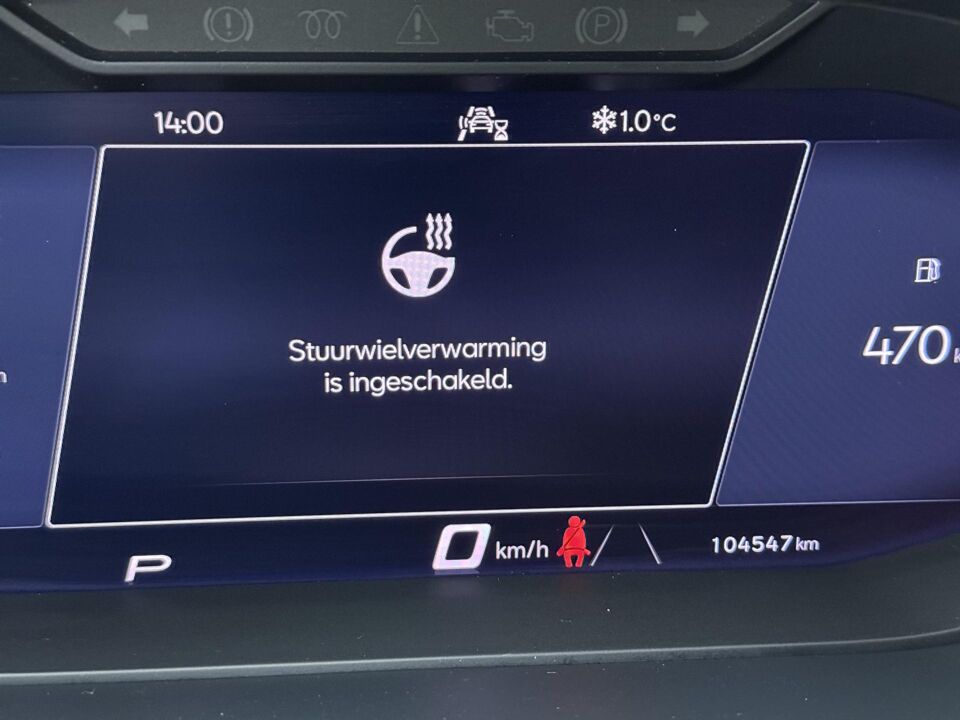 14:00
1.0°C
Stuurwielverwarming
is ingeschakeld.
470
P
0 km/h
104547 km